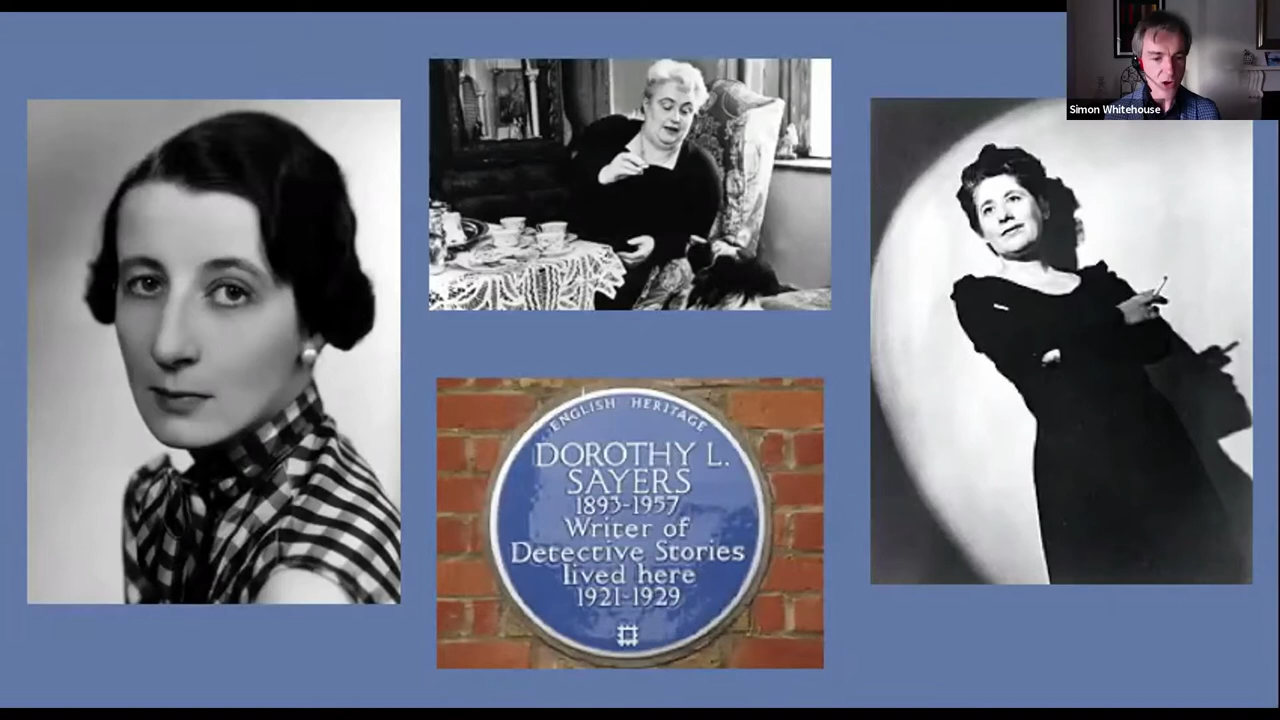 Simon Whitehouse
ENGLISH HERITAGE
DOROTHY L.
SAYERS
1893-1957
Writer of
Detective Stories
lived here
1921-1929